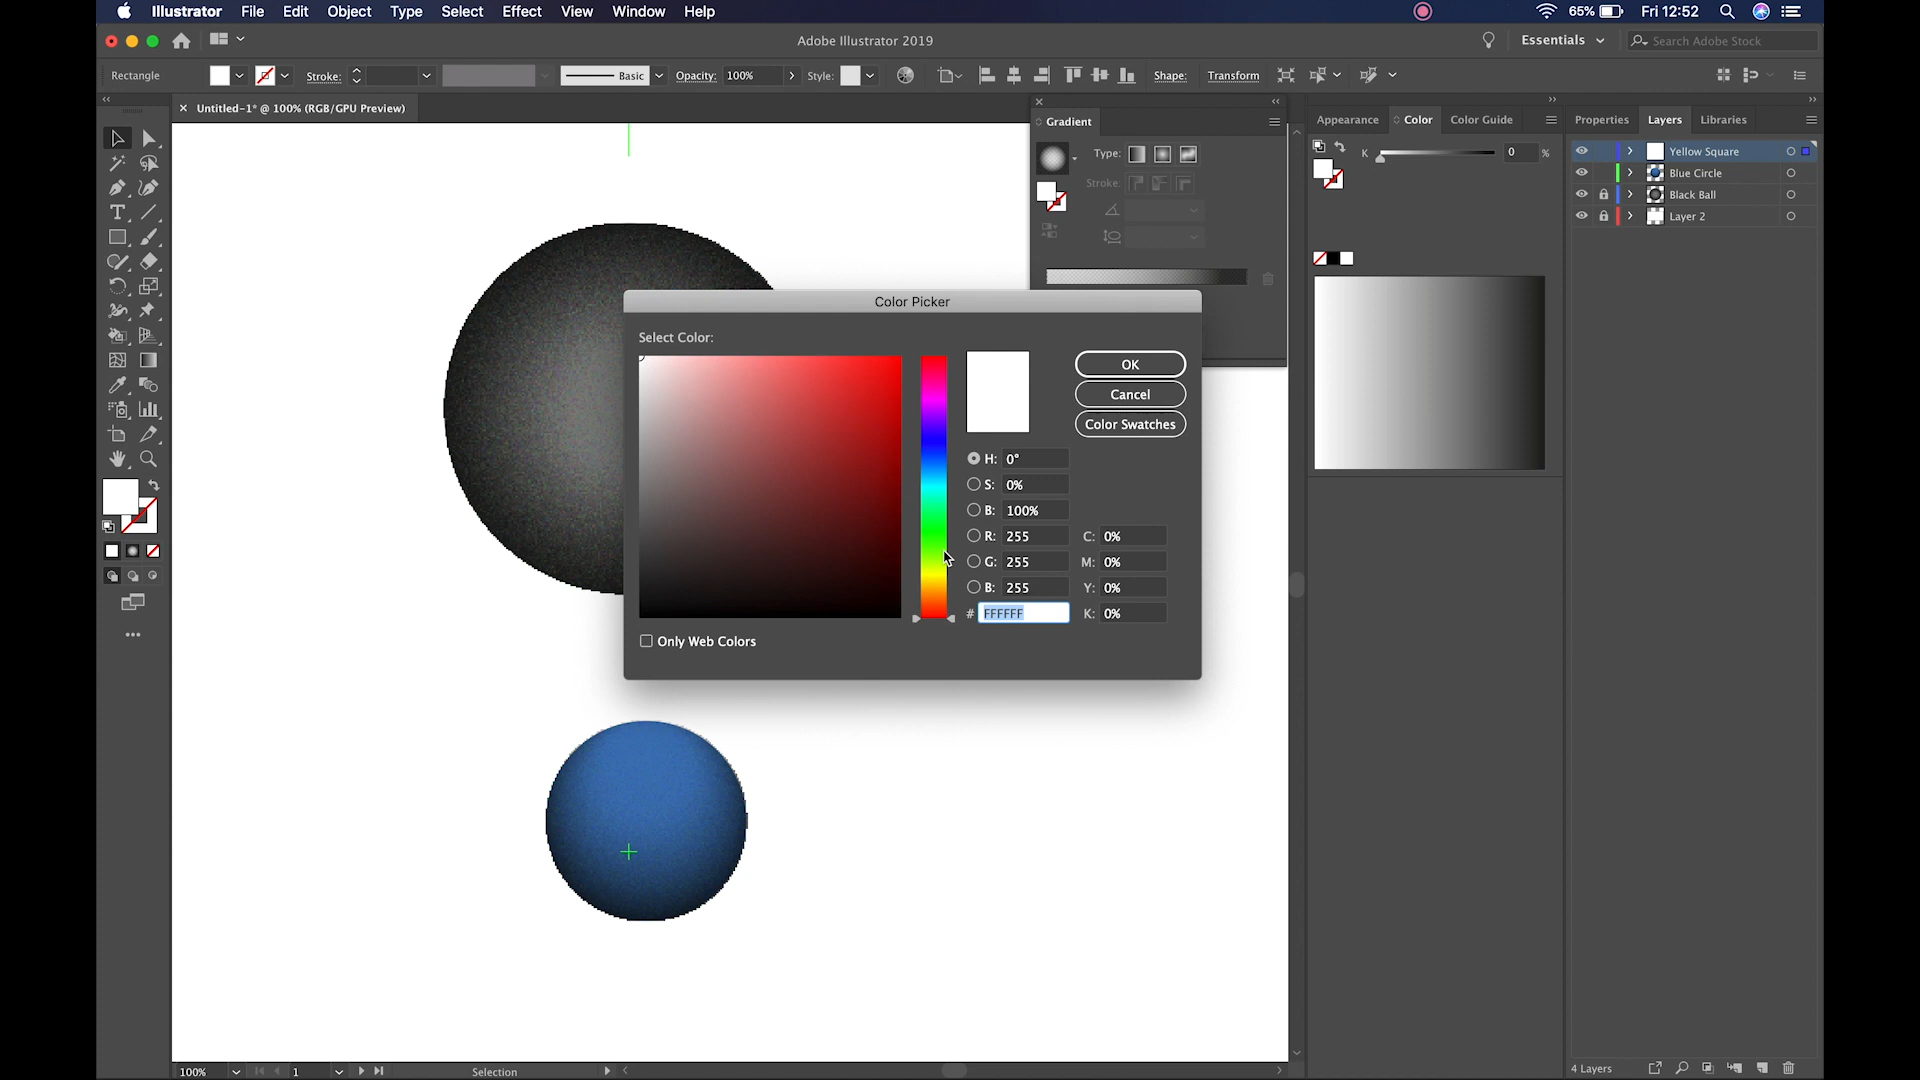 Illustrator File Edit Object Type Select Effect View Window Help 65% Fri 12:52
Adobe Illustrator 2019 Essentials Search Adobe Stock
Rectangle Stroke: Basic Opacity: 100% Style: Shape: Transform
Untitled-1* @ 100% (RGB/GPU Preview)
Gradient
Type:
Stroke:
Appearance Color Color Guide
K 0 %
Properties Layers Libraries
Yellow Square
Blue Circle
Black Ball
Layer 2
Color Picker
Select Color:
OK
Cancel
Color Swatches
H: 0°
S: 0%
B: 100%
R: 255 C: 0%
G: 255 M: 0%
B: 255 Y: 0%
# FFFFFF K: 0%
Only Web Colors
100% 1 Selection
4 Layers